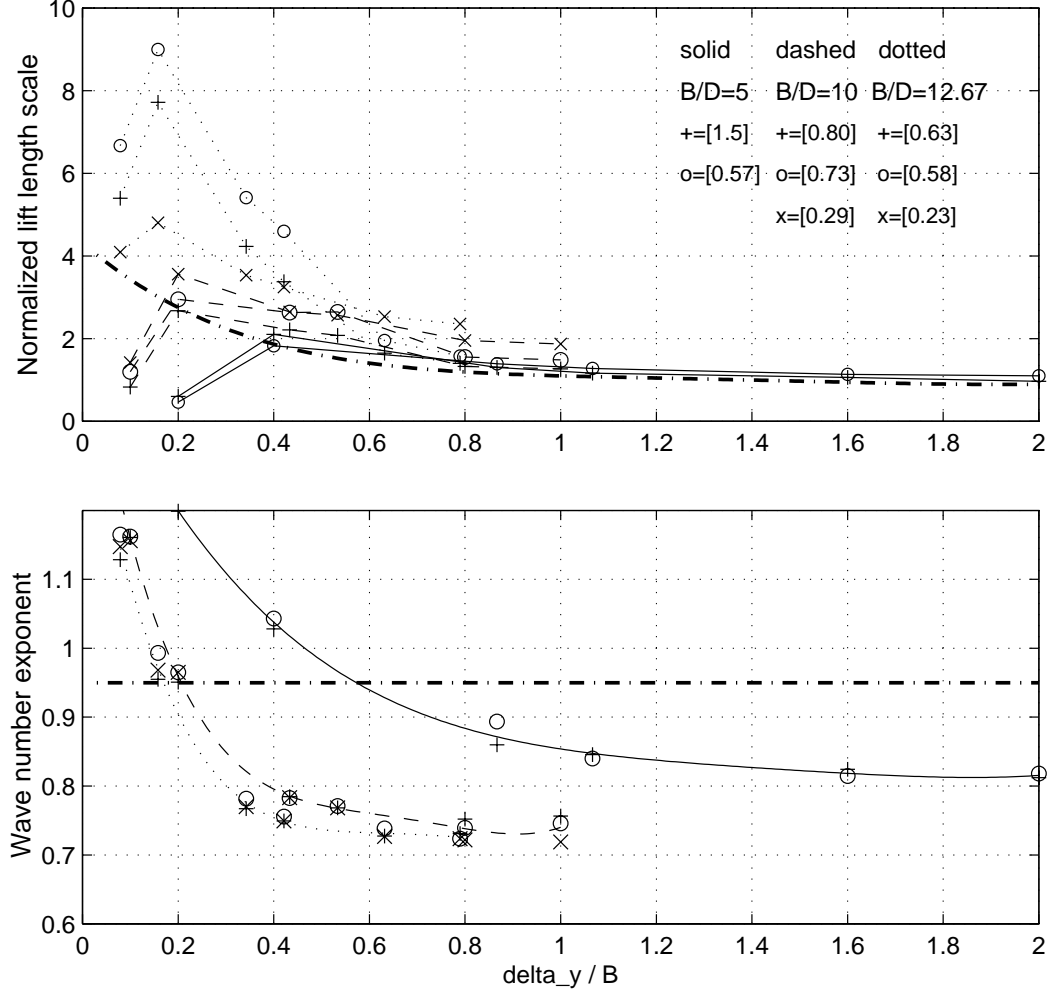 10
8
6
4
2
0
Normalized lift length scale
solid dashed dotted
B/D=5 B/D=10 B/D=12.67
+=[1.5] +=[0.80] +=[0.63]
o=[0.57] o=[0.73] o=[0.58]
x=[0.29] x=[0.23]
0 0.2 0.4 0.6 0.8 1 1.2 1.4 1.6 1.8 2
1.1
1
0.9
0.8
0.7
0.6
Wave number exponent
0 0.2 0.4 0.6 0.8 1 1.2 1.4 1.6 1.8 2
delta_y / B